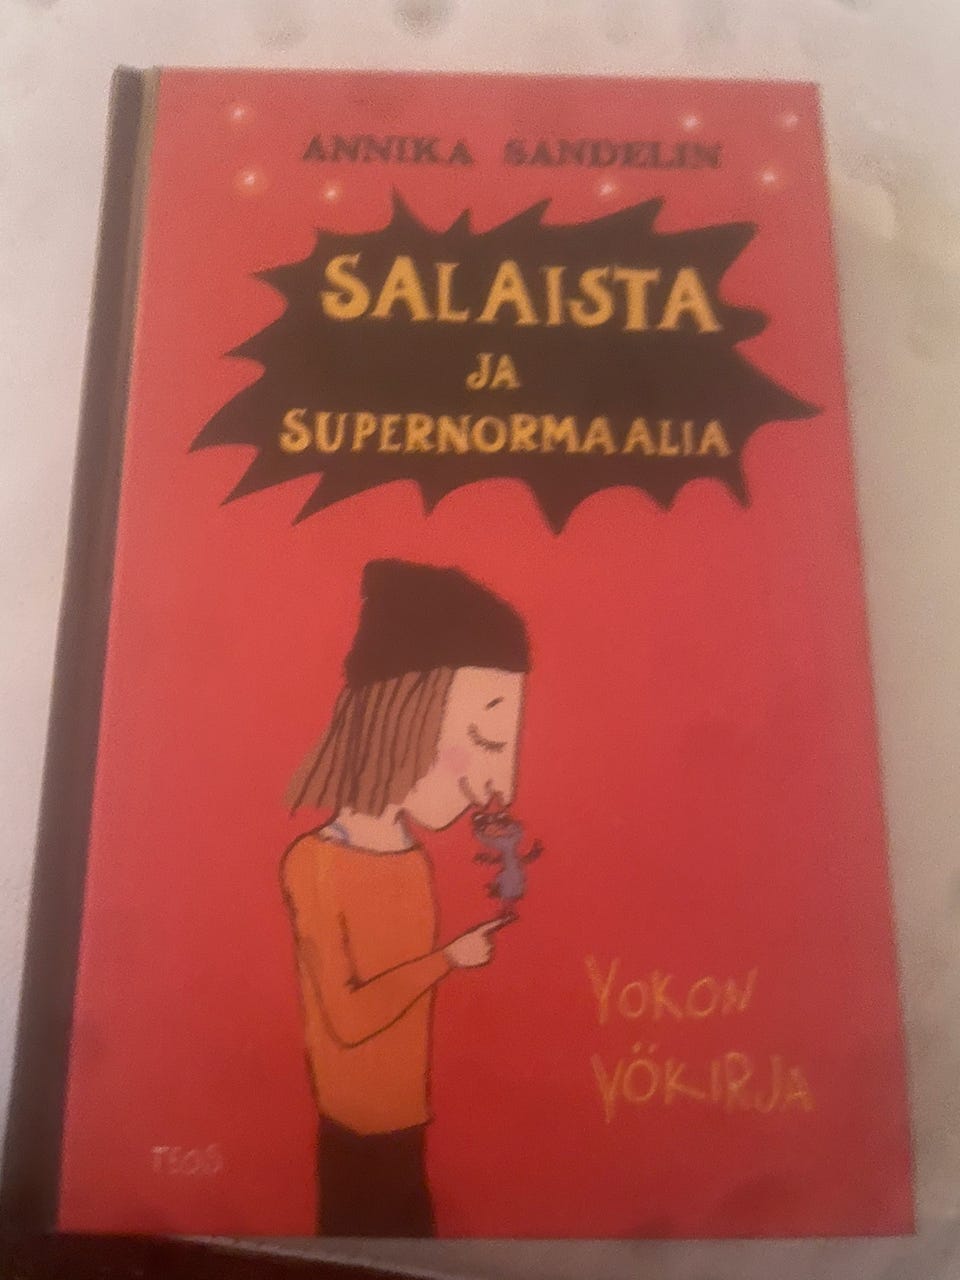 ANNIKA SANDELIN
SALAISTA
JA
SUPERNORMAALIA
YOKON
YÖKIRJA
TEOS